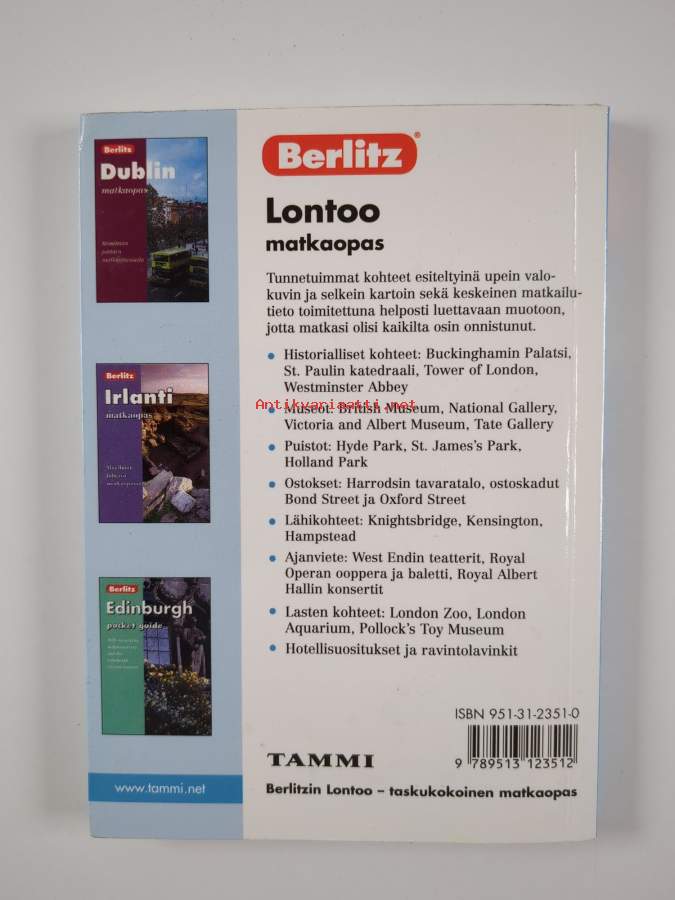 Berlitz
Dublin
matkaopas
Berlitz
Irlanti
matkaopas
Berlitz
Edinburgh
pocket guide
www.tammi.net
Berlitz®
Lontoo
matkaopas
Tunnetuimmat kohteet esiteltyinä upein valo-
kuvin ja selkein kartoin sekä keskeinen matkailu-
tieto toimitettuna helposti luettavaan muotoon,
jotta matkasi olisi kaikilta osin onnistunut.
• Historialliset kohteet: Buckinghamin Palatsi,
St. Paulin katedraali, Tower of London,
Westminster Abbey
Antikvariaatti.net
• Museot: British Museum, National Gallery,
Victoria and Albert Museum, Tate Gallery
• Puistot: Hyde Park, St. James's Park,
Holland Park
• Ostokset: Harrodsin tavaratalo, ostoskadut
Bond Street ja Oxford Street
• Lähikohteet: Knightsbridge, Kensington,
Hampstead
• Ajanviete: West Endin teatterit, Royal
Operan ooppera ja baletti, Royal Albert
Hallin konsertit
• Lasten kohteet: London Zoo, London
Aquarium, Pollock's Toy Museum
• Hotellisuositukset ja ravintolavinkit
ISBN 951-31-2351-0
9 789513 123512
TAMMI
Berlitzin Lontoo – taskukokoinen matkaopas